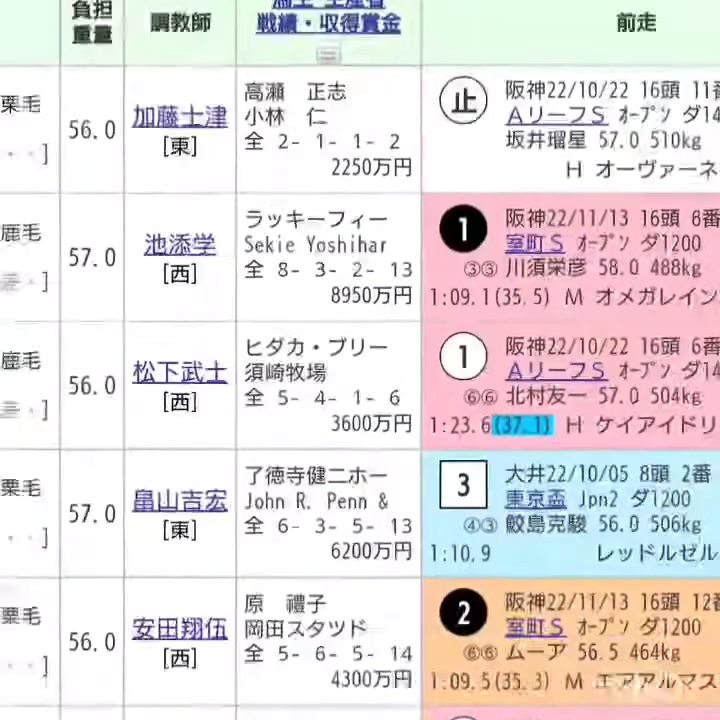 負担
重量
調教師
馬主・生産者
戦績・収得賞金
前走
栗毛
・・]
56.0
加藤士津
[東]
高瀬 正志
小林 仁
全 2- 1- 1- 2
2250万円
止
阪神22/10/22 16頭 11番
AリーフS オープン ダ14
坂井瑠星 57.0 510kg
H オーヴァーネ
鹿毛
・]
57.0
池添学
[西]
ラッキーフィー
Sekie Yoshihar
全 8- 3- 2- 13
8950万円
1
阪神22/11/13 16頭 6番
室町S オープン ダ1200
③③ 川須栄彦 58.0 488kg
1:09.1(35.5) M オメガレイン
鹿毛
・]
56.0
松下武士
[西]
ヒダカ・ブリー
須崎牧場
全 5- 4- 1- 6
3600万円
1
阪神22/10/22 16頭 6番
AリーフS オープン ダ14
⑥⑥ 北村友一 57.0 504kg
1:23.6(37.1) H ケイアイドリ
栗毛
・・]
57.0
畠山吉宏
[東]
了徳寺健二ホー
John R. Penn &
全 6- 3- 5- 13
6200万円
3
大井22/10/05 8頭 2番
東京盃 Jpn2 ダ1200
④③ 鮫島克駿 56.0 506kg
1:10.9 レッドルゼル
栗毛
・・]
56.0
安田翔伍
[西]
原 禮子
岡田スタツド
全 5- 6- 5- 14
4300万円
2
阪神22/11/13 16頭 12番
室町S オープン ダ1200
⑥⑥ ムーア 56.5 464kg
1:09.5(35.3) M エアアルマス